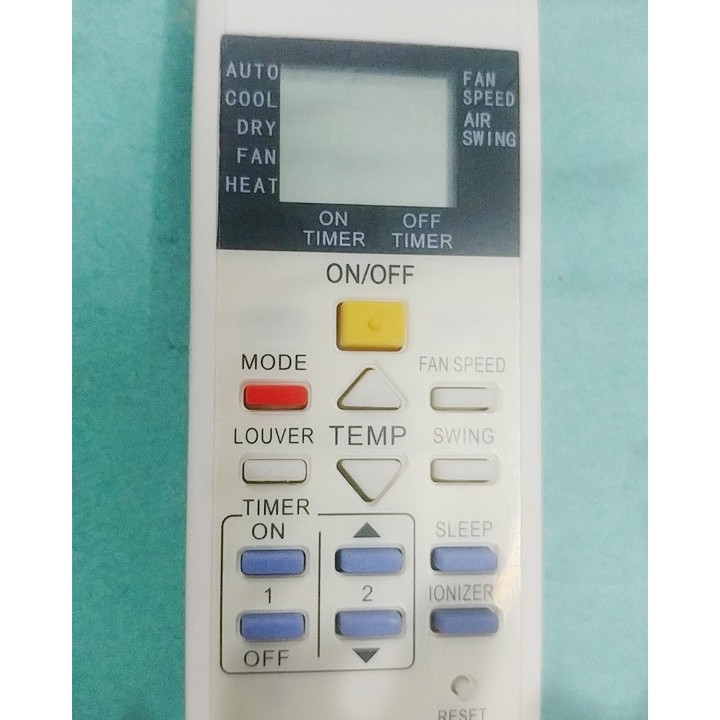 AUTO
COOL
DRY
FAN
HEAT
FAN
SPEED
AIR
SWING
ON
TIMER
OFF
TIMER
ON/OFF
MODE
FAN SPEED
LOUVER
TEMP
SWING
TIMER
ON
SLEEP
1
2
IONIZER
OFF
RESET